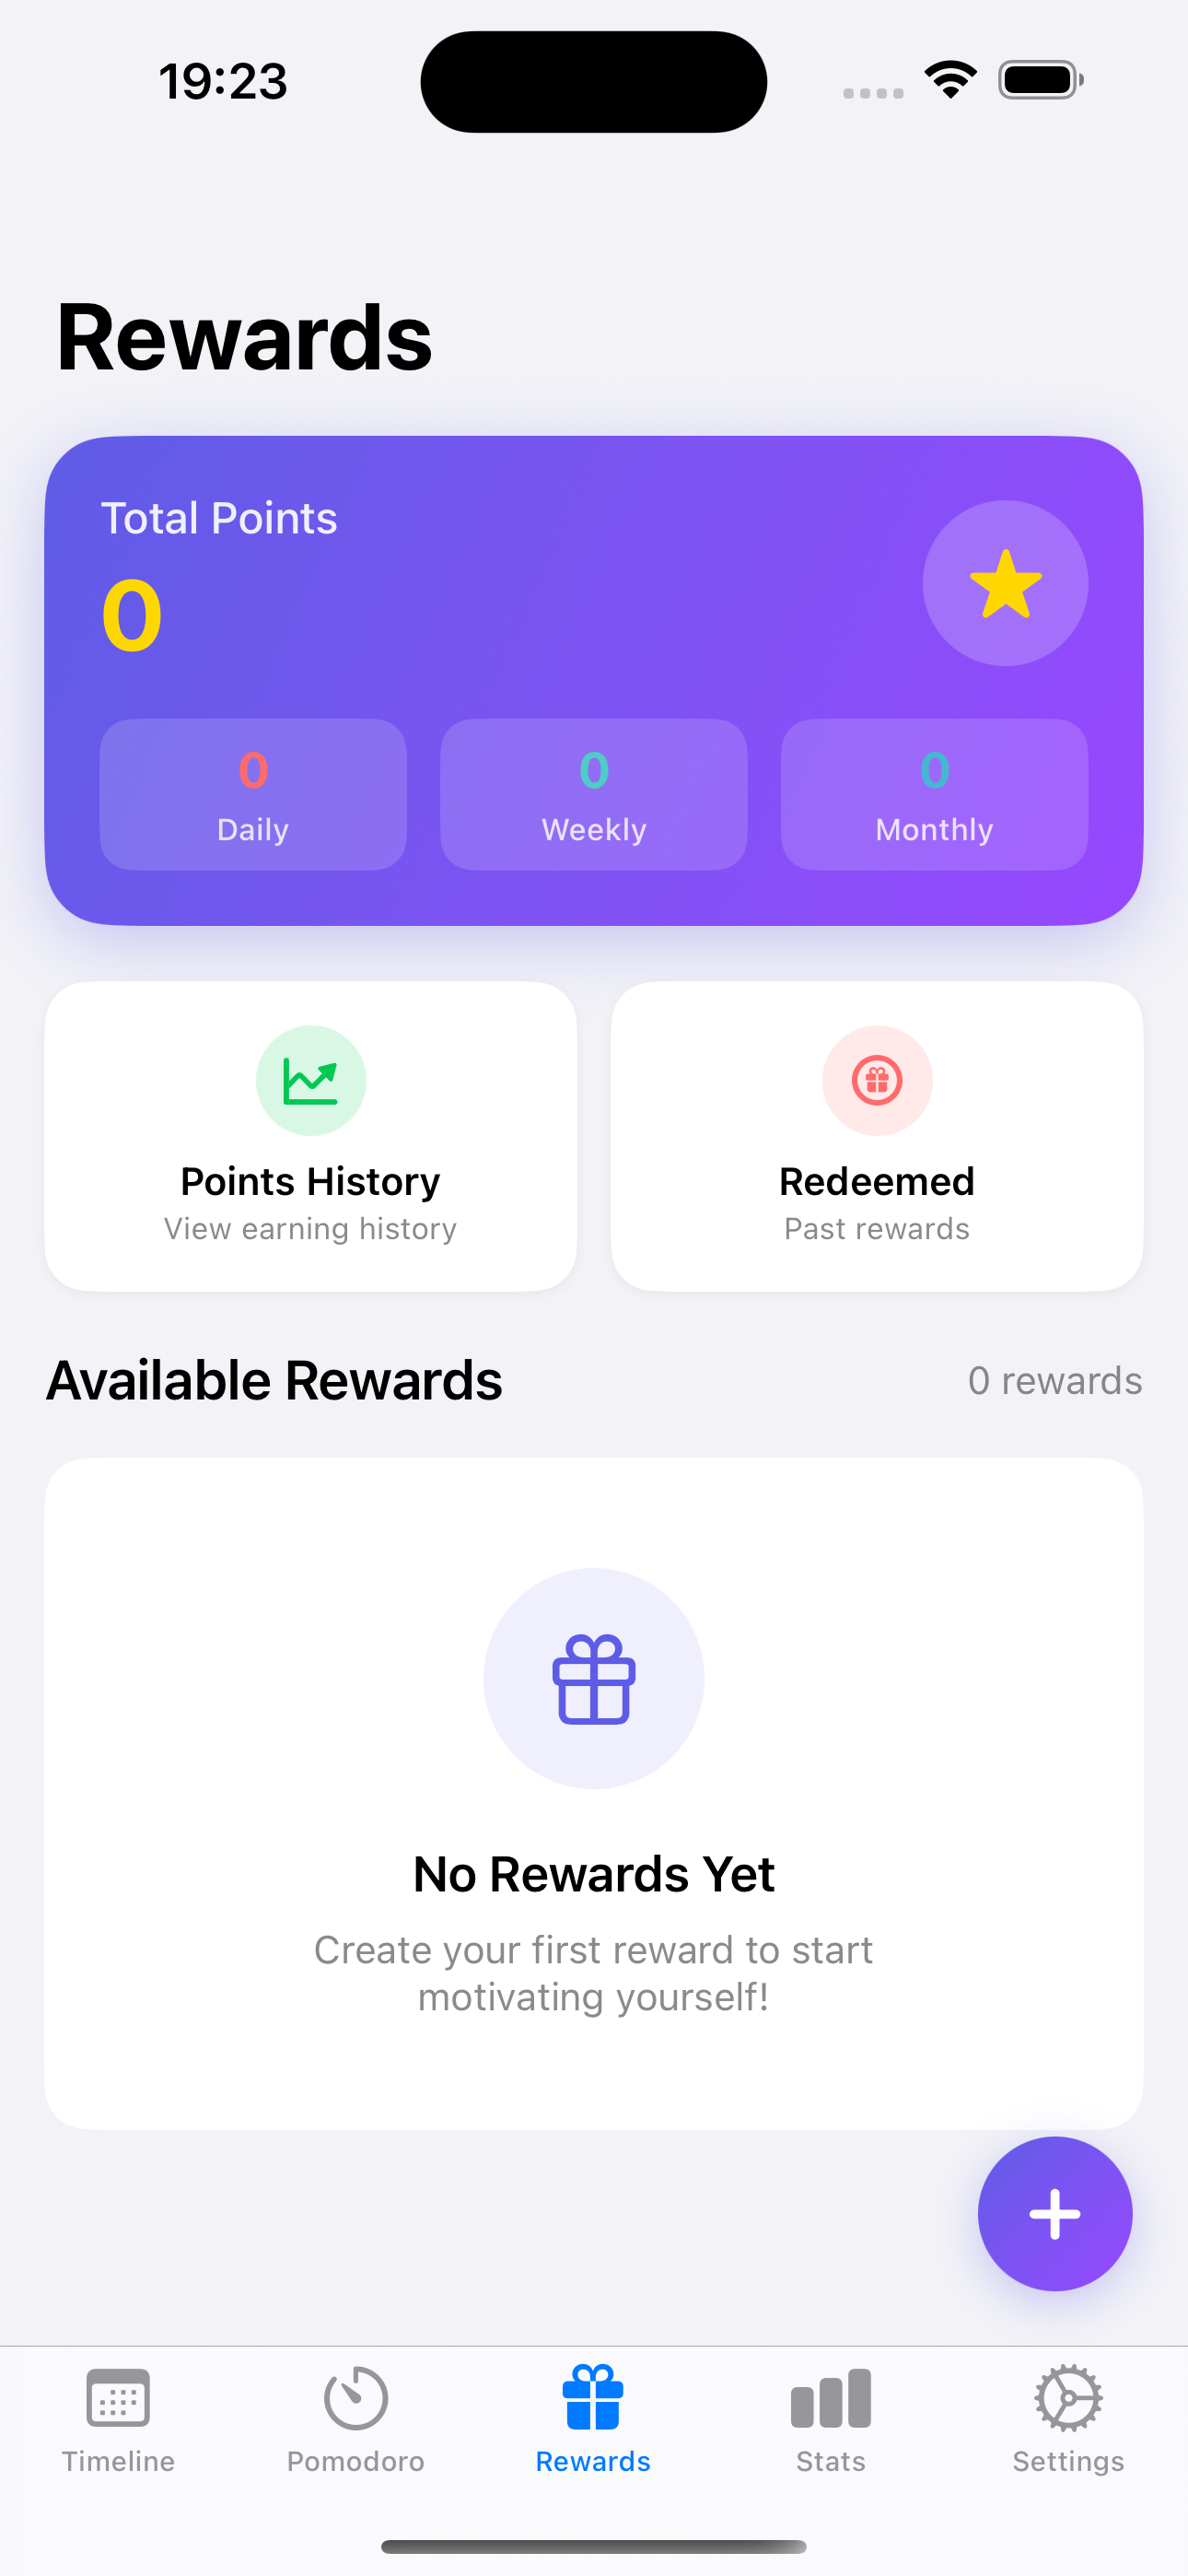 19:23
Rewards
Total Points
0
0
Daily
0
Weekly
0
Monthly
Points History
View earning history
Redeemed
Past rewards
Available Rewards
0 rewards
No Rewards Yet
Create your first reward to start
motivating yourself!
Timeline
Pomodoro
Rewards
Stats
Settings